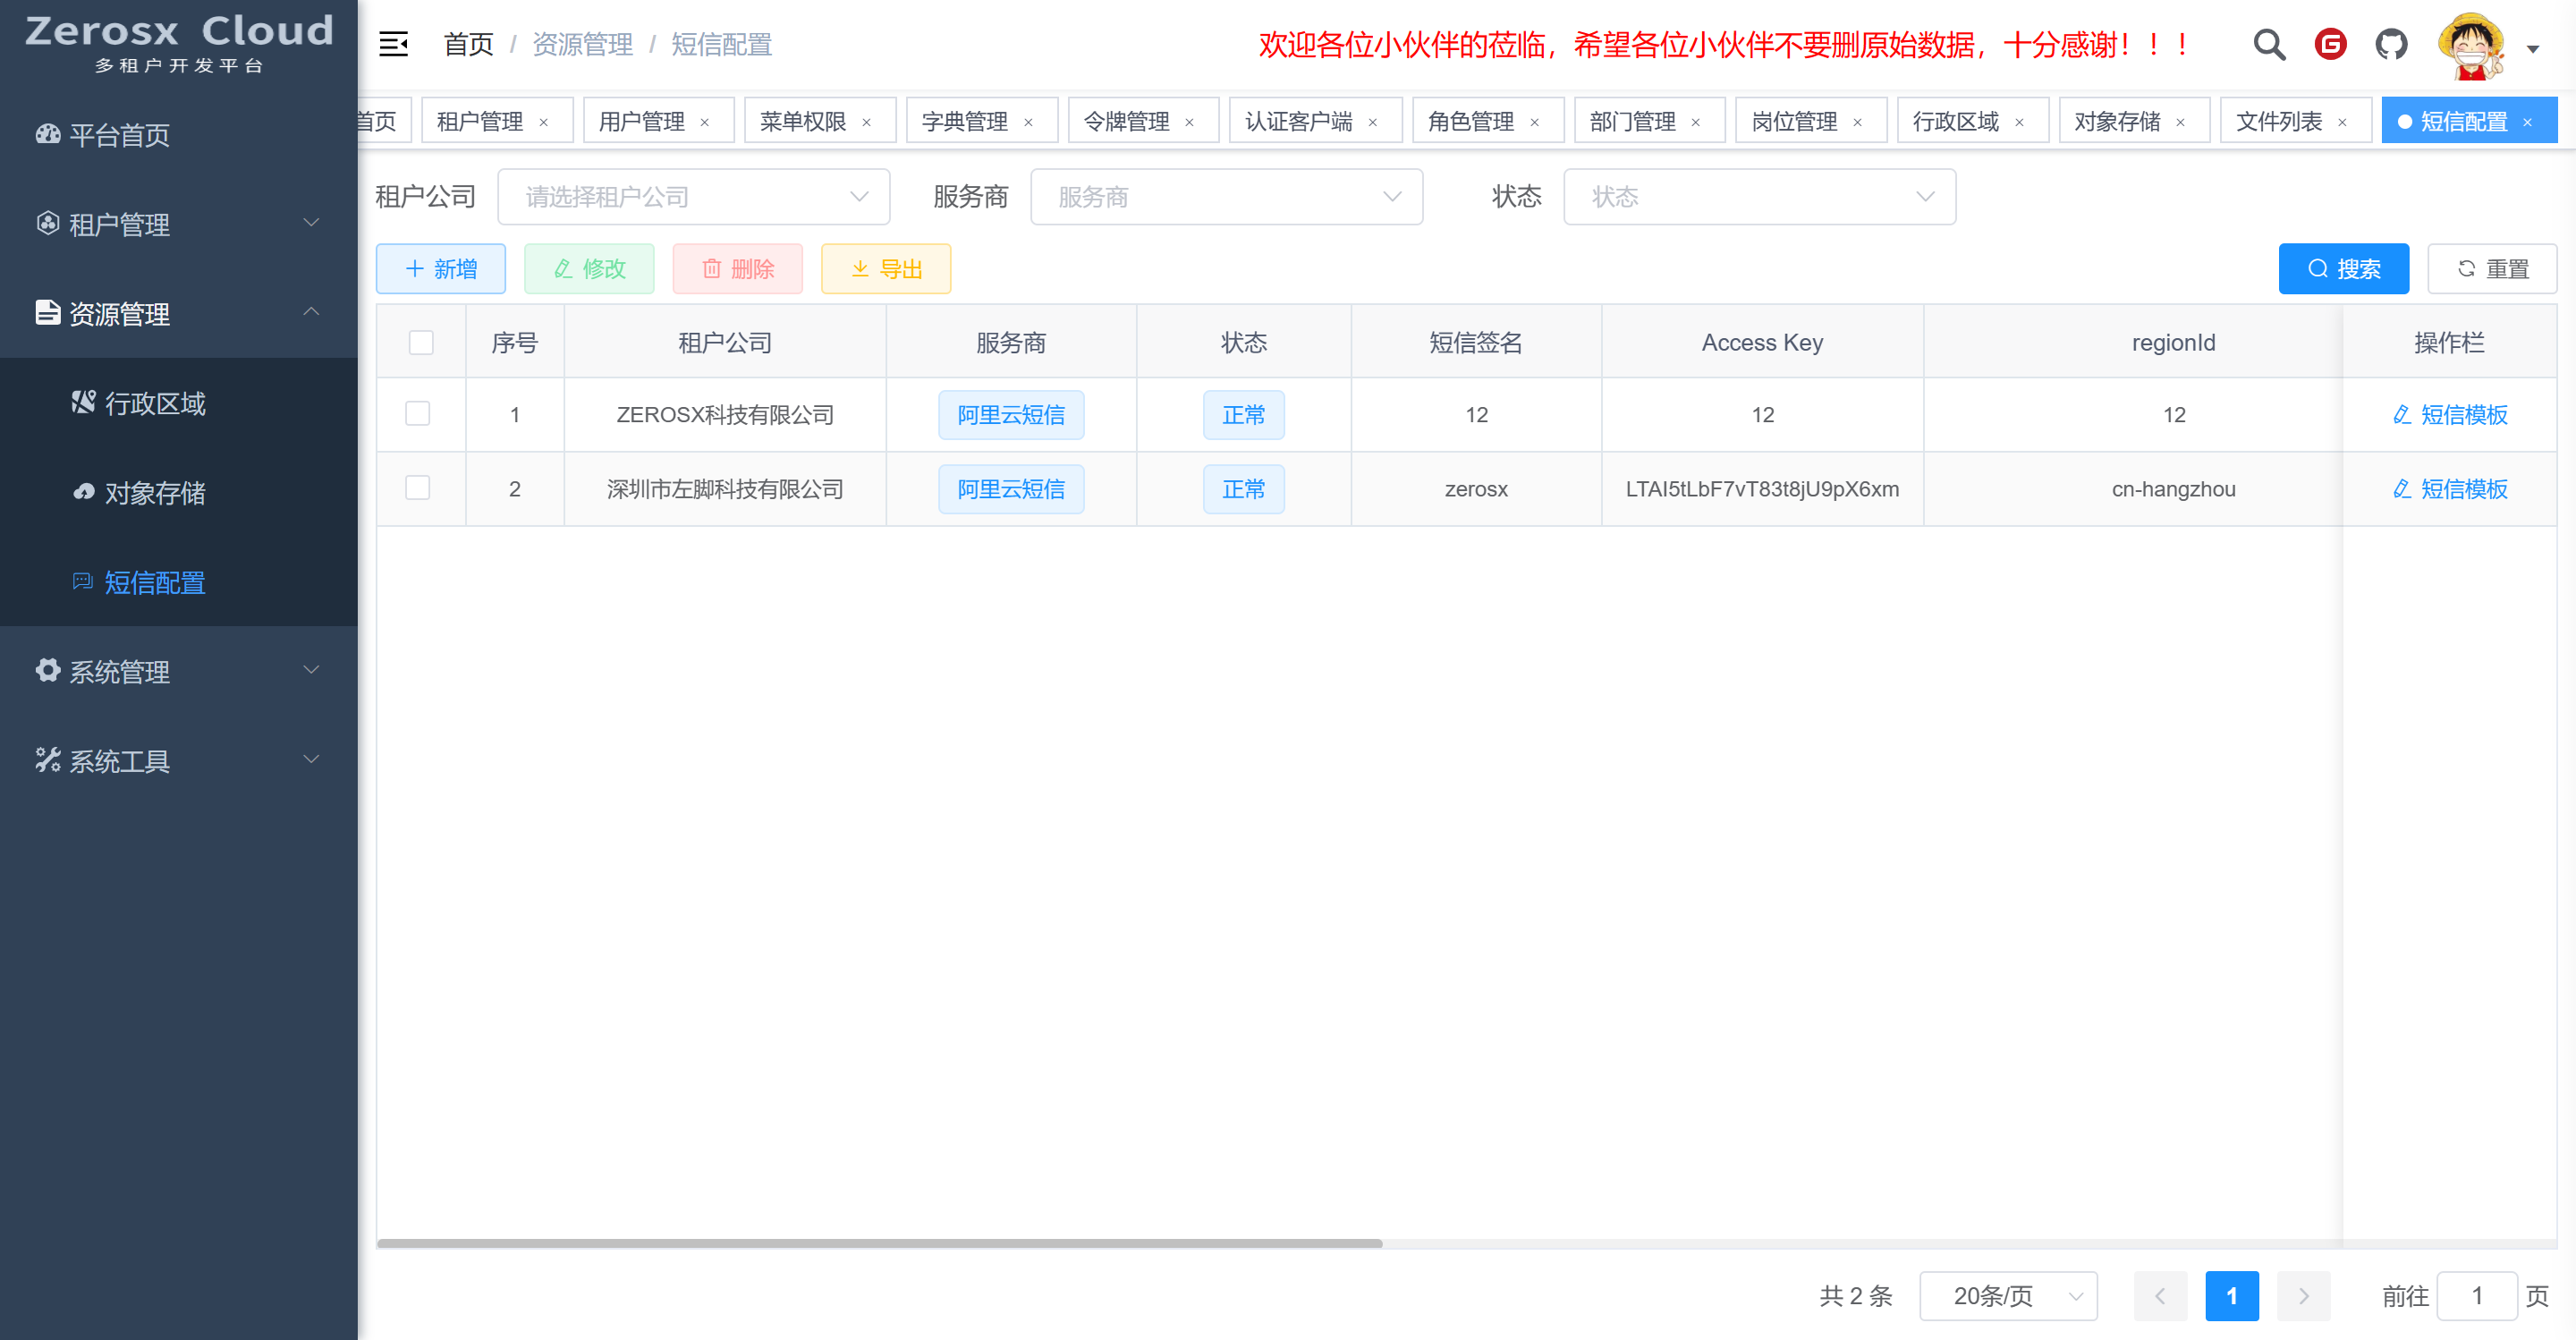 Zerosx Cloud
多租户开发平台
首页 / 资源管理 / 短信配置
欢迎各位小伙伴的莅临，希望各位小伙伴不要删原始数据，十分感谢！！！
首页 租户管理 × 用户管理 × 菜单权限 × 字典管理 × 令牌管理 × 认证客户端 × 角色管理 × 部门管理 × 岗位管理 × 行政区域 × 对象存储 × 文件列表 × 短信配置 ×
平台首页
租户管理
资源管理
行政区域
对象存储
短信配置
系统管理
系统工具
租户公司 请选择租户公司 服务商 服务商 状态 状态
新增 修改 删除 导出 搜索 重置
序号 租户公司 服务商 状态 短信签名 Access Key regionId 操作栏
1 ZEROSX科技有限公司 阿里云短信 正常 12 12 12 短信模板
2 深圳市左脚科技有限公司 阿里云短信 正常 zerosx LTAI5tLbF7vT83t8jU9pX6xm cn-hangzhou 短信模板
共 2 条 20条/页 1 前往 1 页